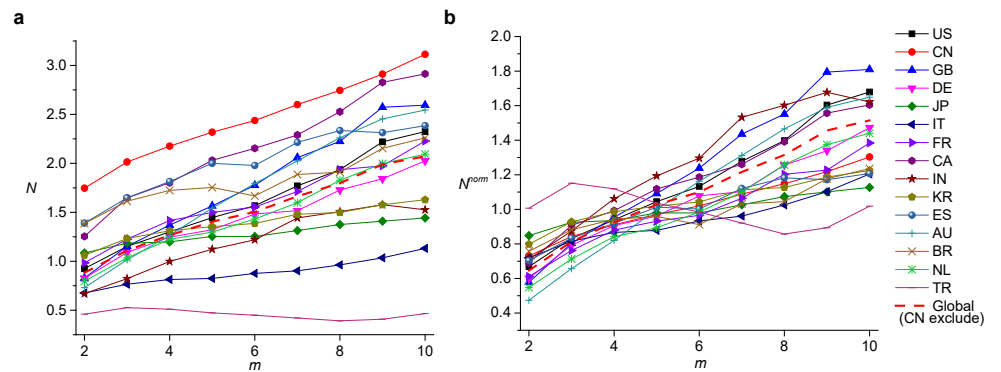 a
3.0
2.5
2.0
1.5
1.0
0.5
N
2 4 6 8 10
m
b
2.0
1.8
1.6
1.4
1.2
1.0
0.8
0.6
0.4
N^norm
2 4 6 8 10
m
US
CN
GB
DE
JP
IT
FR
CA
IN
KR
ES
AU
BR
NL
TR
Global
(CN exclude)